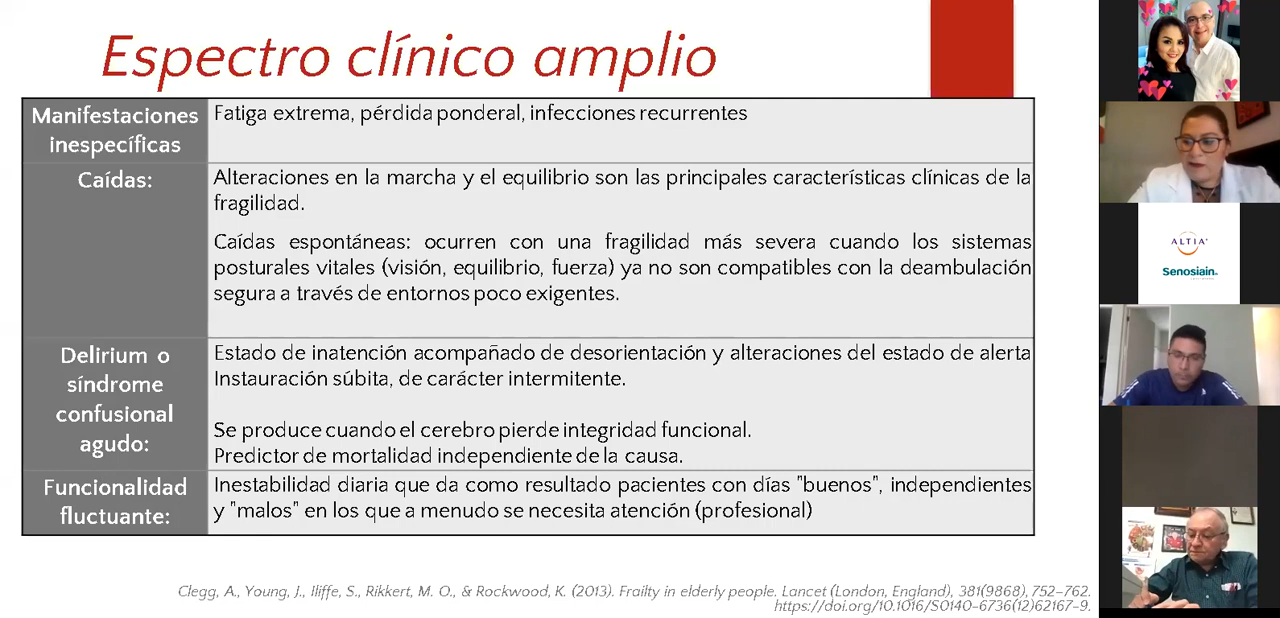 Espectro clínico amplio
Manifestaciones
inespecíficas
Fatiga extrema, pérdida ponderal, infecciones recurrentes
Caídas:
Alteraciones en la marcha y el equilibrio son las principales características clínicas de la
fragilidad.
Caídas espontáneas: ocurren con una fragilidad más severa cuando los sistemas
posturales vitales (visión, equilibrio, fuerza) ya no son compatibles con la deambulación
segura a través de entornos poco exigentes.
Delirium o
síndrome
confusional
agudo:
Estado de inatención acompañado de desorientación y alteraciones del estado de alerta
Instauración súbita, de carácter intermitente.
Se produce cuando el cerebro pierde integridad funcional.
Predictor de mortalidad independiente de la causa.
Funcionalidad
fluctuante:
Inestabilidad diaria que da como resultado pacientes con días "buenos", independientes
y "malos" en los que a menudo se necesita atención (profesional)
Clegg, A., Young, J., Iliffe, S., Rikkert, M. O., & Rockwood, K. (2013). Frailty in elderly people. Lancet (London, England), 381(9868), 752–762.
https://doi.org/10.1016/S0140-6736(12)62167-9.
ALTIA
Senosiain